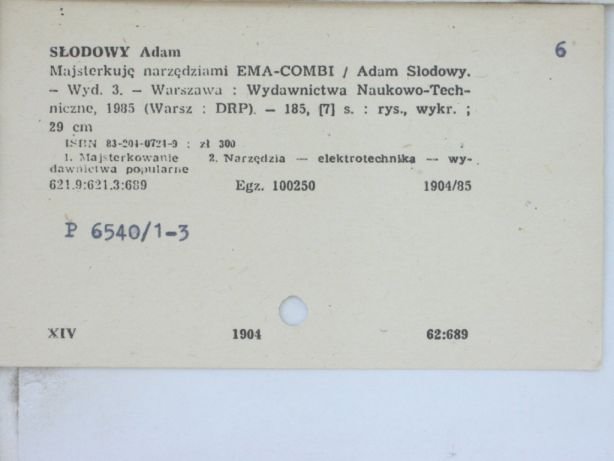 SŁODOWY Adam 6
Majsterkuję narzędziami EMA-COMBI / Adam Słodowy.
— Wyd. 3. — Warszawa : Wydawnictwa Naukowo-Tech-
niczne, 1985 (Warsz : DRP). — 185, [7] s. : rys., wykr. ;
29 cm
ISBN 83-204-0724-9 : zł 300
1. Majsterkowanie 2. Narzędzia — elektrotechnika — wy-
dawnictwa popularne
621.9:621.3:689 Egz. 100250 1904/85
P 6540/1-3
XIV 1904 62:689